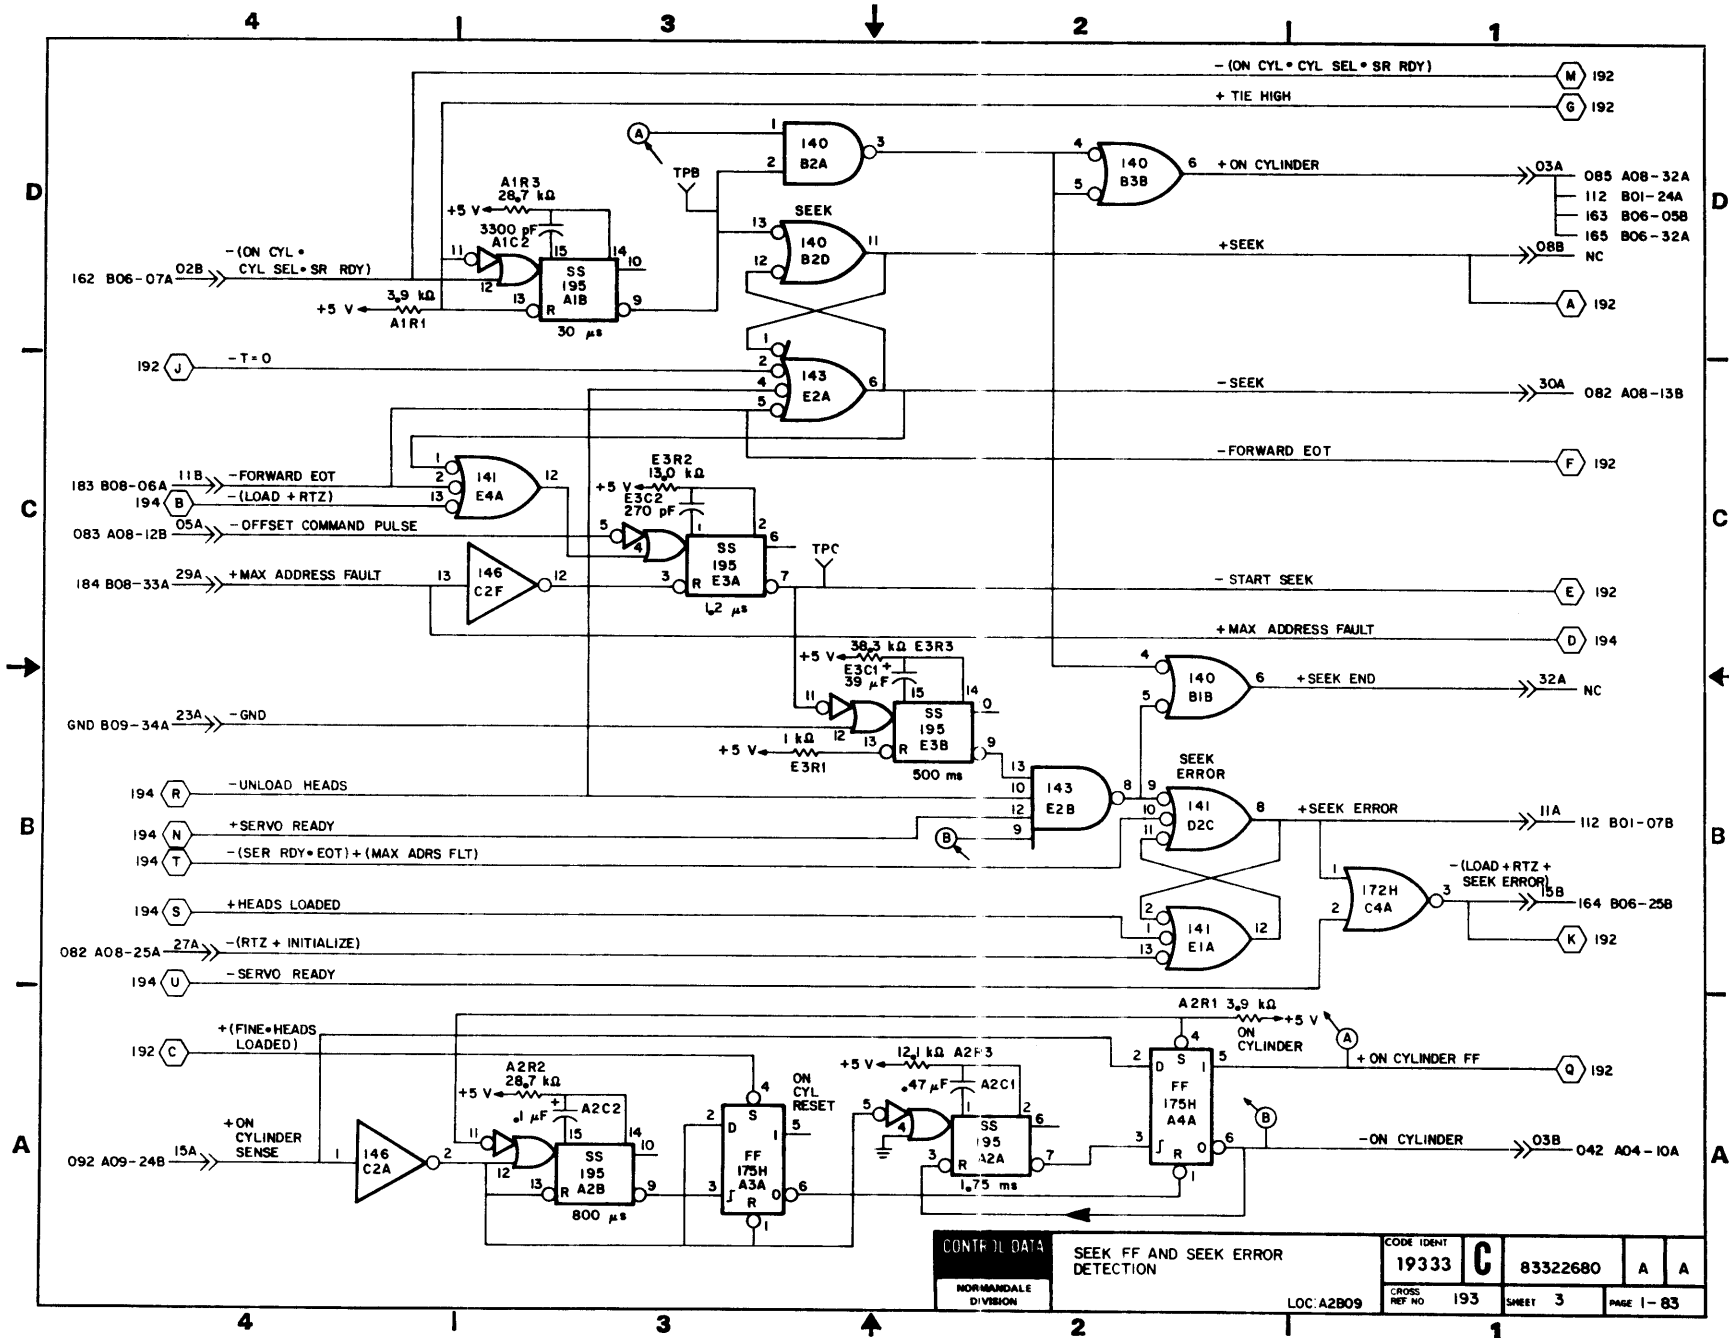 4 3 2 1
-(ON CYL•CYL SEL•SR RDY) M 192
+ TIE HIGH G 192
A
1 140 3
2 B2A
TPB
4 140 6
5 B3B
+ON CYLINDER 03A 085 A08-32A
112 B01-24A
163 B06-05B
165 B06-32A
D D
A1R3
28.7 kΩ
+5 V
3300 pF
A1C2
15 14
11 10
-(ON CYL•
CYL SEL•SR RDY)
162 B06-07A 02B
12 SS
195
A1B
13 R 9
30 μs
3.9 kΩ
+5 V
A1R1
SEEK
13 140 11
12 B2D
+SEEK 08B NC
A 192
192 J -T=0
1
2 143
4 E2A 6
5
-SEEK 30A 082 A08-13B
-FORWARD EOT F 192
183 B08-06A 11B -FORWARD EOT
194 B -(LOAD + RTZ)
1
2 141 12
13 E4A
C C
083 A08-12B 05A -OFFSET COMMAND PULSE
184 B08-33A 29A +MAX ADDRESS FAULT
13 146 12
C2F
E3R2
13.0 kΩ
+5 V
E3C2
270 pF
1 2
5 6
4 SS
195
E3A
3 R 7
1.2 μs
TPC
- START SEEK E 192
+MAX ADDRESS FAULT D 194
38.3 kΩ E3R3
+5 V
E3C1 +
39 μF
15 14
11 0
12 SS
195
E3B
13 R 9
500 ms
GND B09-34A 23A -GND
1 kΩ
+5 V
E3R1
4 140 6
5 B1B
+SEEK END 32A NC
194 R -UNLOAD HEADS
194 N +SERVO READY
194 T -(SER RDY•EOT)+(MAX ADRS FLT)
B
13
10 143 8
12 E2B
9
SEEK
ERROR
9
10 141 8
11 D2C
+SEEK ERROR 11A 112 B01-07B
B B
-(LOAD+RTZ+
SEEK ERROR) 15B 164 B06-25B
1 172H 3
2 C4A
K 192
194 S +HEADS LOADED
082 A08-25A 27A -(RTZ + INITIALIZE)
194 U -SERVO READY
2
1 141 12
13 E1A
+(FINE•HEADS
LOADED)
192 C
A2R2
28.7 kΩ
+5 V
+
.1 μF A2C2
15 14
11 10
12 SS
195
A2B
13 R 9
800 μs
+ON
CYLINDER
SENSE
092 A09-24B 15A
1 146 2
C2A
ON
CYL
RESET
4
2 D S 1 5
FF
175H
A3A
3 R 0 6
1
12.1 kΩ A2R3
+5 V
.47 μF A2C1
1 2
5 6
4 SS
195
A2A
3 R 7
1.75 ms
A2R1 3.9 kΩ
+5 V
ON
CYLINDER
4
2 D S 1 5
FF
175H
A4A
3 R 0 6
1
A
+ ON CYLINDER FF Q 192
B
-ON CYLINDER 03B 042 A04-10A
A A
CONTROL DATA
NORMANDALE
DIVISION
SEEK FF AND SEEK ERROR
DETECTION
LOC:A2B09
CODE IDENT
19333 C 83322680 A A
CROSS
REF NO 193 SHEET 3 PAGE 1-83
4 3 2 1